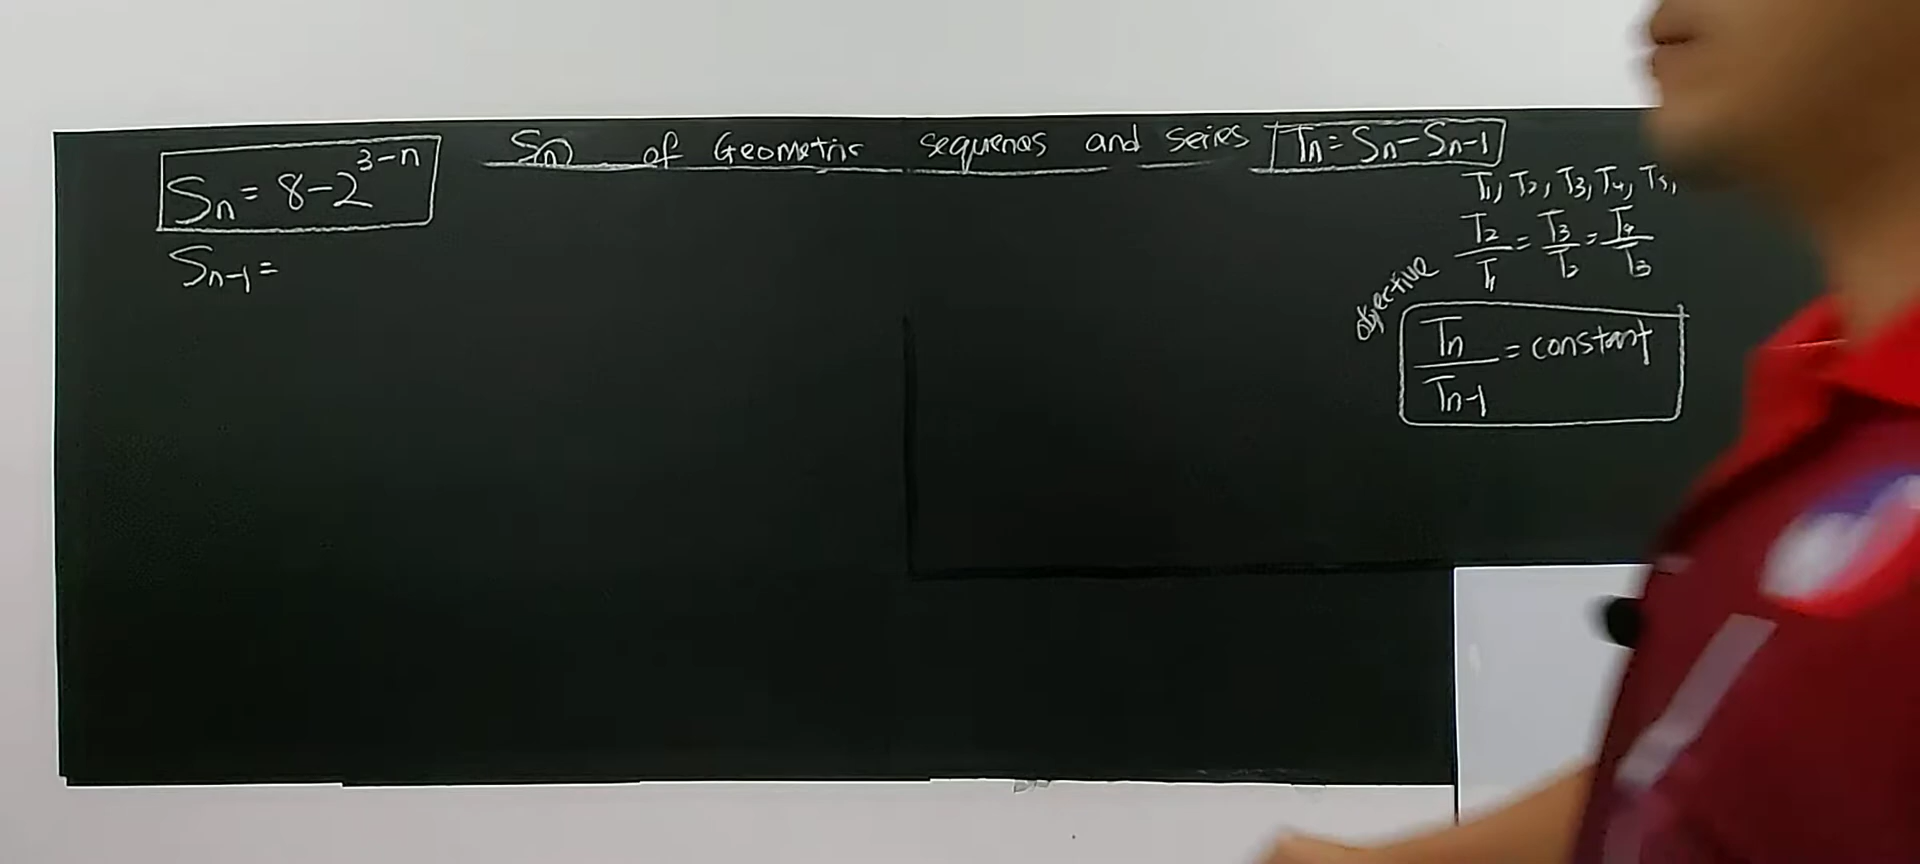 Sn of Geometric sequenas and series Tn = Sn - Sn-1
Sn = 8 - 2^3-n
Sn-1 =
T1, T2, T3, T4, T5,
T2/T1 = T3/T2 = T4/T3
objective
Tn/Tn-1 = constant